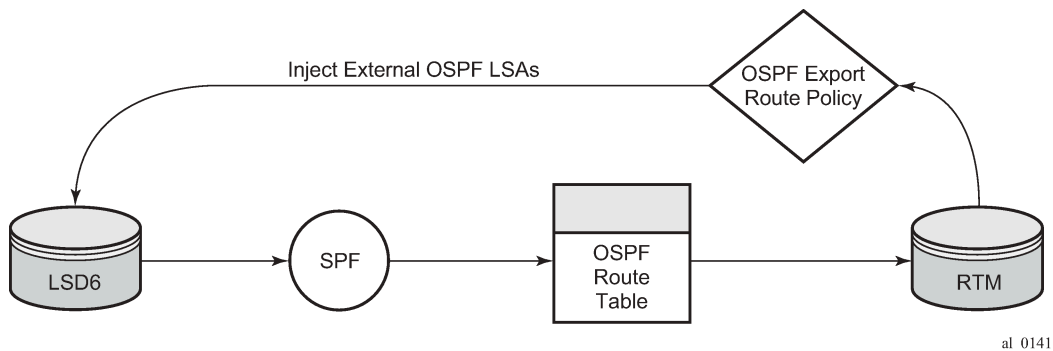 Inject External OSPF LSAs
OSPF Export
Route Policy
LSD6
SPF
OSPF
Route
Table
RTM
al_0141